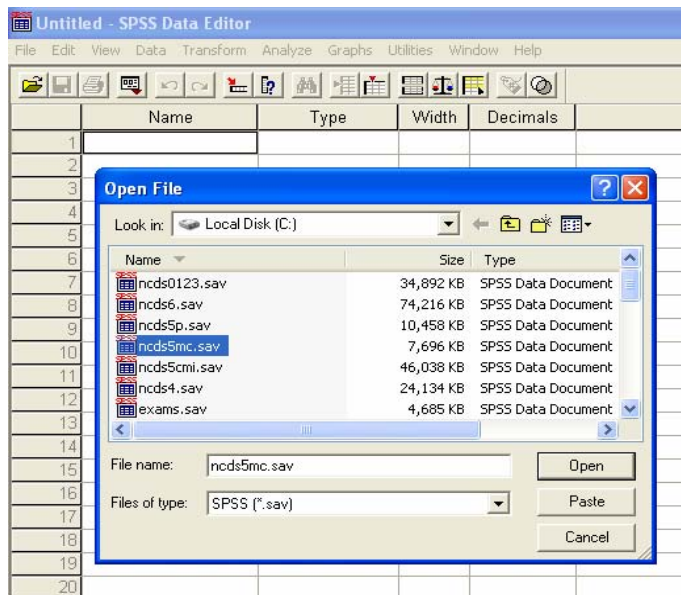 Untitled - SPSS Data Editor
File Edit View Data Transform Analyze Graphs Utilities Window Help
Name Type Width Decimals
1
2
3
4
5
6
7
8
9
10
11
12
13
14
15
16
17
18
19
20
Open File
Look in: Local Disk (C:)
Name Size Type
ncds0123.sav 34,892 KB SPSS Data Document
ncds6.sav 74,216 KB SPSS Data Document
ncds5p.sav 10,458 KB SPSS Data Document
ncds5mc.sav 7,696 KB SPSS Data Document
ncds5cmi.sav 46,038 KB SPSS Data Document
ncds4.sav 24,134 KB SPSS Data Document
exams.sav 4,685 KB SPSS Data Document
File name: ncds5mc.sav Open
Files of type: SPSS (*.sav) Paste
Cancel